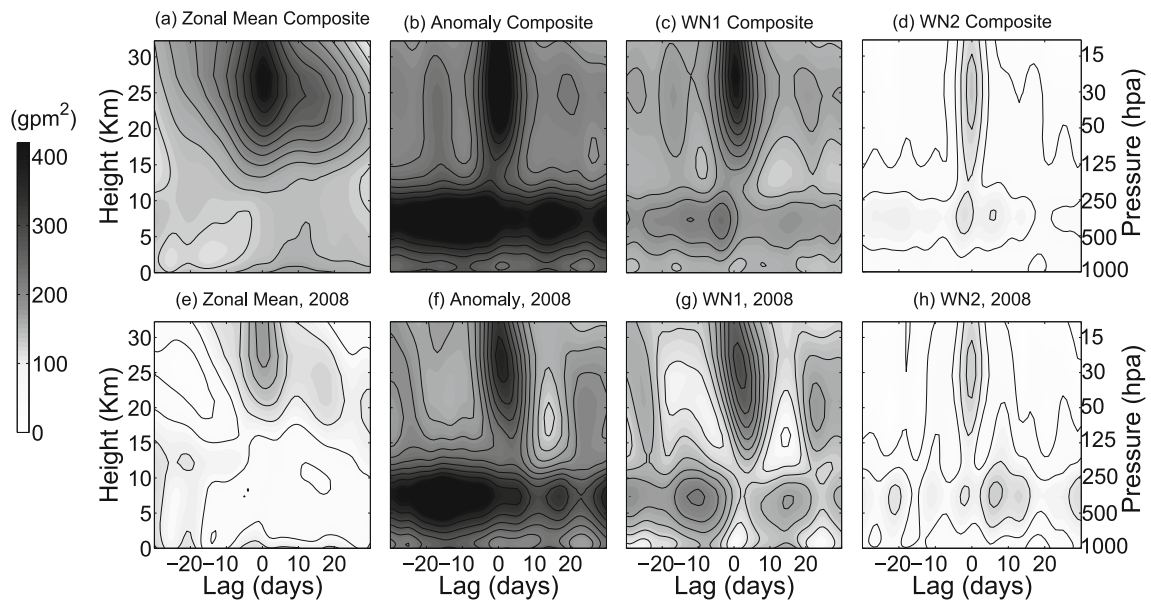 (a) Zonal Mean Composite
(b) Anomaly Composite
(c) WN1 Composite
(d) WN2 Composite
(gpm²)
400
300
200
100
0
Height (Km)
30
25
20
15
10
5
0
15
30
50
125
250
500
1000
Pressure (hpa)
(e) Zonal Mean, 2008
(f) Anomaly, 2008
(g) WN1, 2008
(h) WN2, 2008
Height (Km)
30
25
20
15
10
5
0
15
30
50
125
250
500
1000
Pressure (hpa)
−20−10 0 10 20
−20−10 0 10 20
−20−10 0 10 20
−20−10 0 10 20
Lag (days)
Lag (days)
Lag (days)
Lag (days)